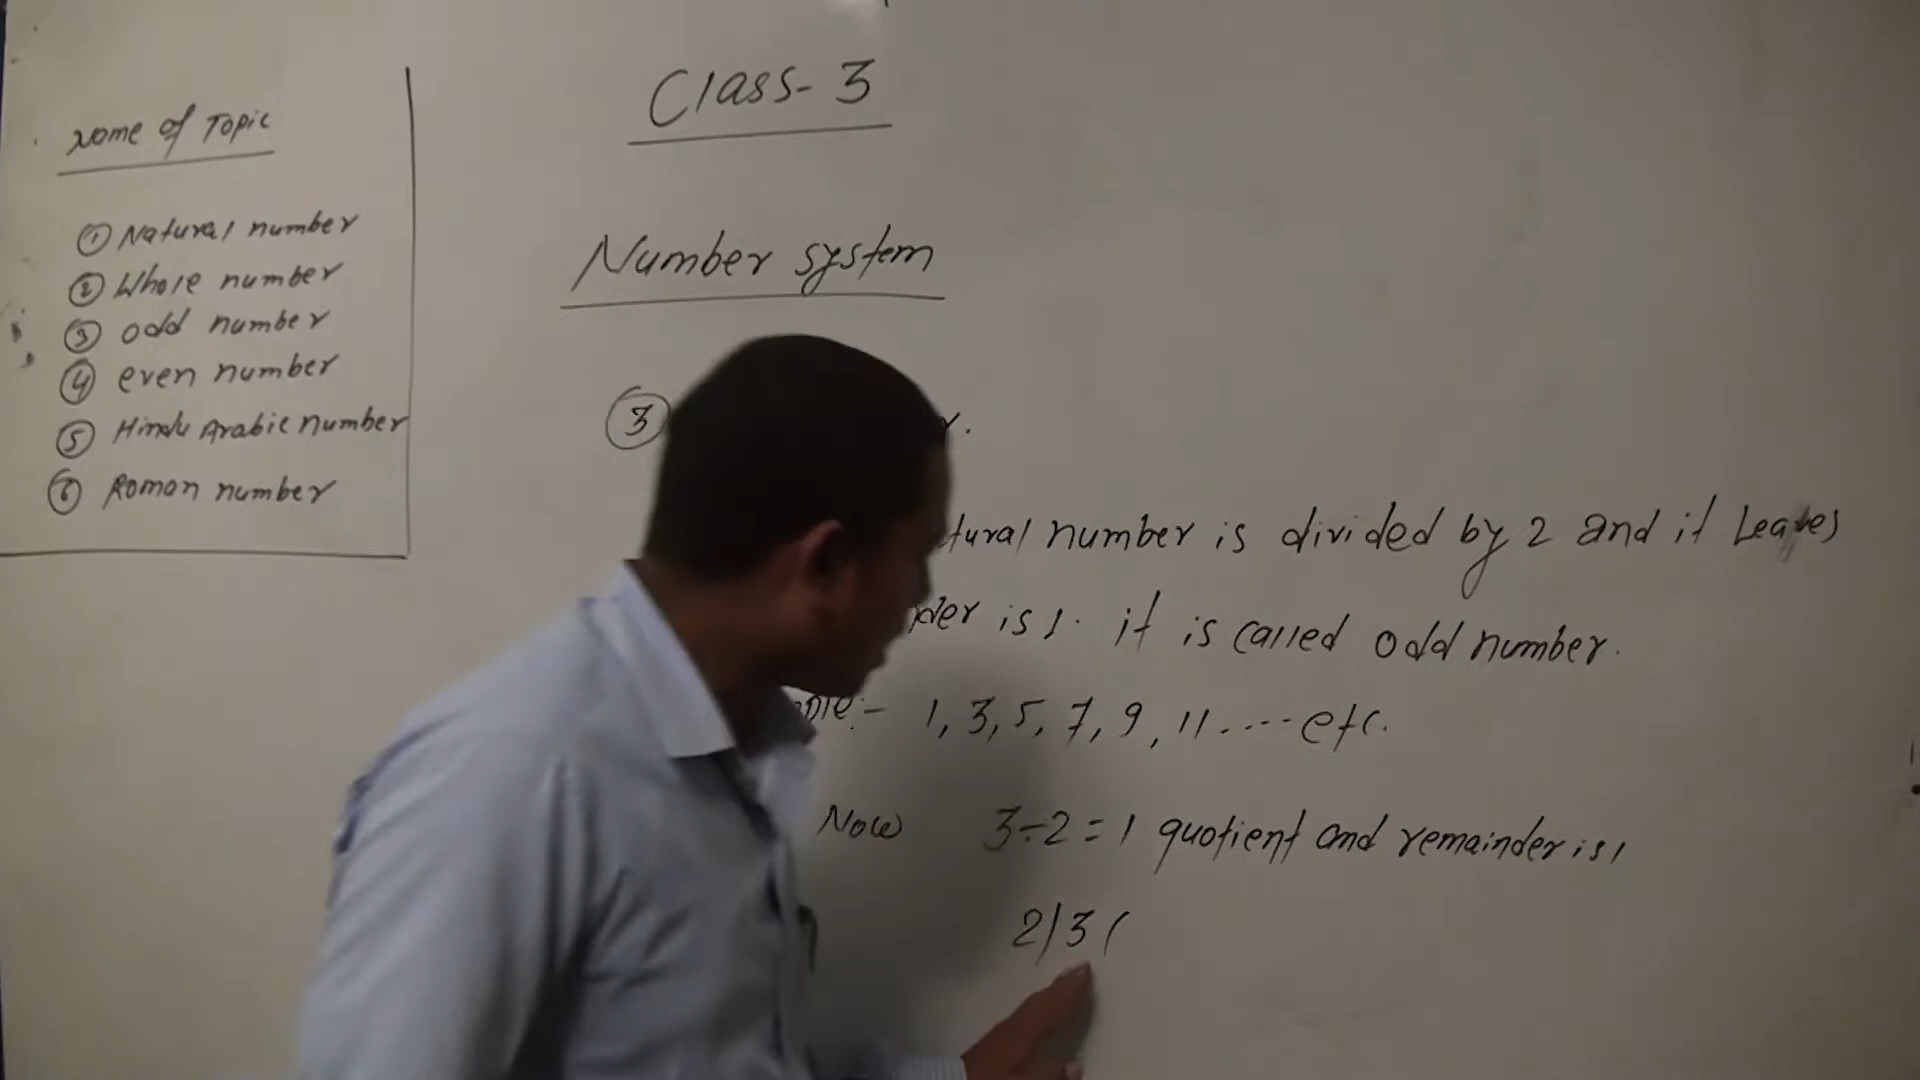 Name of Topic
① Natural number
② Whole number
③ odd number
④ even number
⑤ Hindu Arabic number
⑥ Roman number
Class-3
Number system
③
number is divided by 2 and it Leaves
is 1. it is called odd number.
:- 1, 3, 5, 7, 9, 11 .... etc.
Now 3÷2=1 quotient and remainder is 1
2)3(